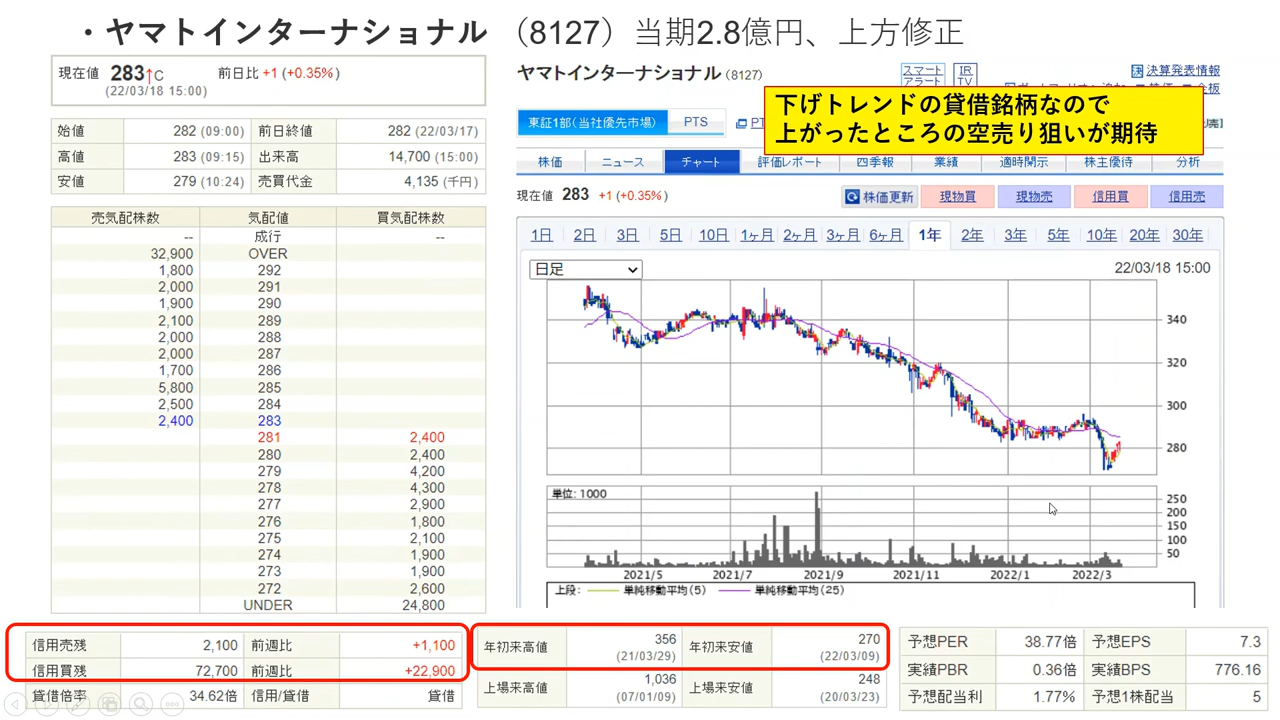 ・ヤマトインターナショナル（8127）当期2.8億円、上方修正
現在値 283↑C 前日比 +1 (+0.35%)
(22/03/18 15:00)
始値 282 (09:00) 前日終値 282 (22/03/17)
高値 283 (09:15) 出来高 14,700 (15:00)
安値 279 (10:24) 売買代金 4,135 (千円)
売気配株数 気配値 買気配株数
-- 成行 --
32,900 OVER
1,800 292
2,000 291
1,900 290
2,100 289
2,000 288
2,000 287
1,700 286
5,800 285
2,500 284
2,400 283
281 2,400
280 2,400
279 4,200
278 4,300
277 2,900
276 1,800
275 2,100
274 1,900
273 1,900
272 2,600
UNDER 24,800
ヤマトインターナショナル (8127)
スマートアラート
IR TV
決算発表情報
下げトレンドの貸借銘柄なので
上がったところの空売り狙いが期待
東証1部(当社優先市場) PTS
株価 ニュース チャート 評価レポート 四季報 業績 適時開示 株主優待 分析
現在値 283 +1 (+0.35%) 株価更新 現物買 現物売 信用買 信用売
1日 2日 3日 5日 10日 1ヶ月 2ヶ月 3ヶ月 6ヶ月 1年 2年 3年 5年 10年 20年 30年
日足 22/03/18 15:00
340
320
300
280
単位: 1000
250
200
150
100
50
2021/5 2021/7 2021/9 2021/11 2022/1 2022/3
上段: 単純移動平均(5) 単純移動平均(25)
信用売残 2,100 前週比 +1,100
信用買残 72,700 前週比 +22,900
貸借倍率 34.62倍 信用/貸借 貸借
年初来高値 356 (21/03/29) 年初来安値 270 (22/03/09)
上場来高値 1,036 (07/01/09) 上場来安値 248 (20/03/23)
予想PER 38.77倍 予想EPS 7.3
実績PBR 0.36倍 実績BPS 776.16
予想配当利 1.77% 予想1株配当 5